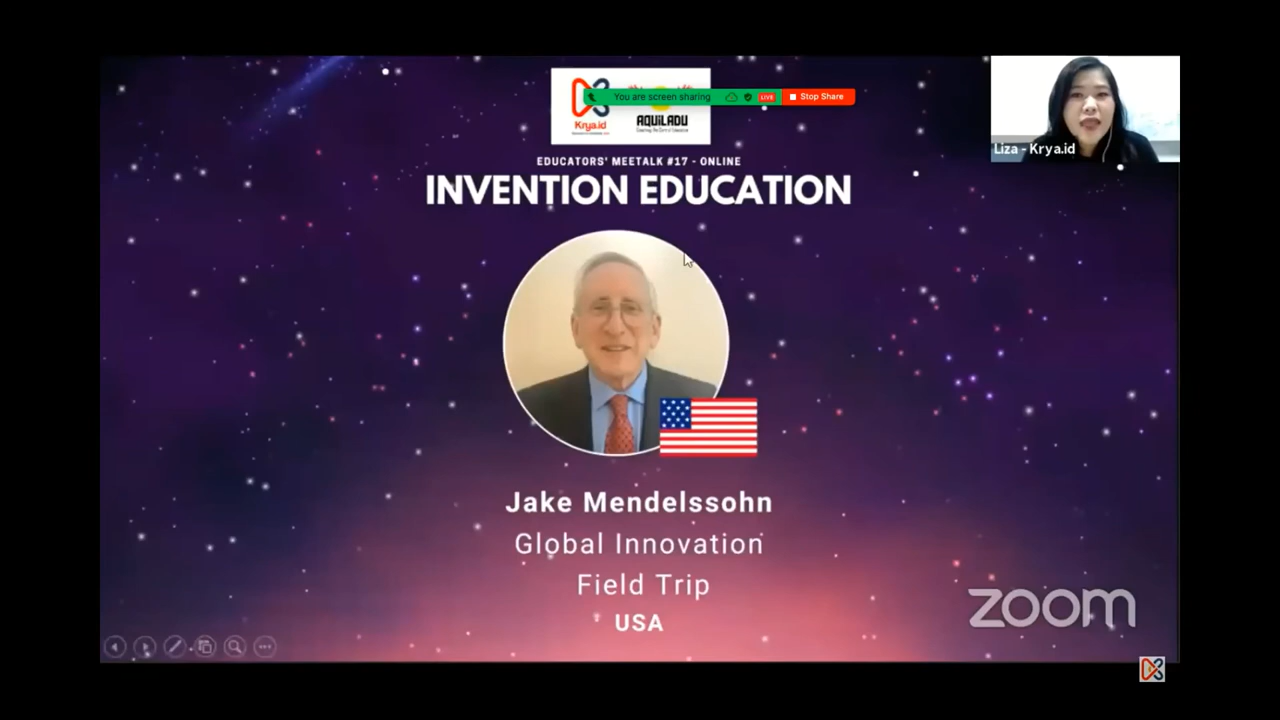 You are screen sharing
LIVE
Stop Share
Krya.id
AQUILADU
EDUCATORS' MEETALK #17 - ONLINE
INVENTION EDUCATION
Liza - Krya.id
Jake Mendelssohn
Global Innovation
Field Trip
USA
zoom